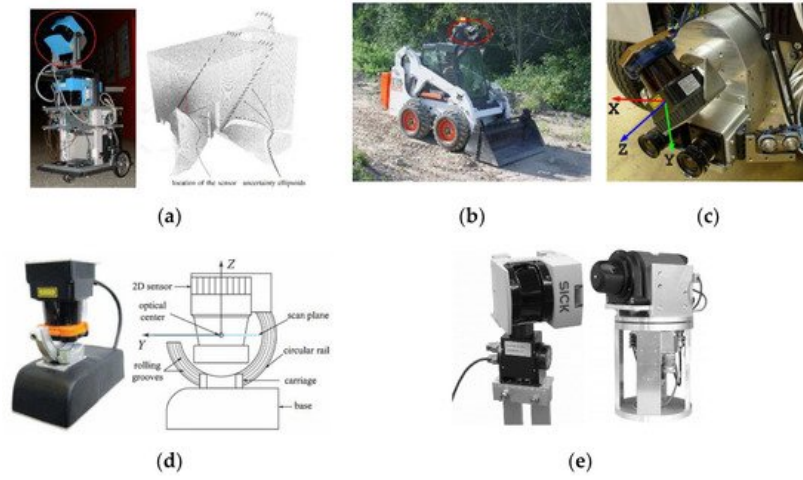 location of the sensor uncertainty ellipsoids
X
Z
Y
(a)
(b)
(c)
Z
2D sensor
optical
center
scan plane
Y
rolling
grooves
circular rail
carriage
base
SICK
(d)
(e)